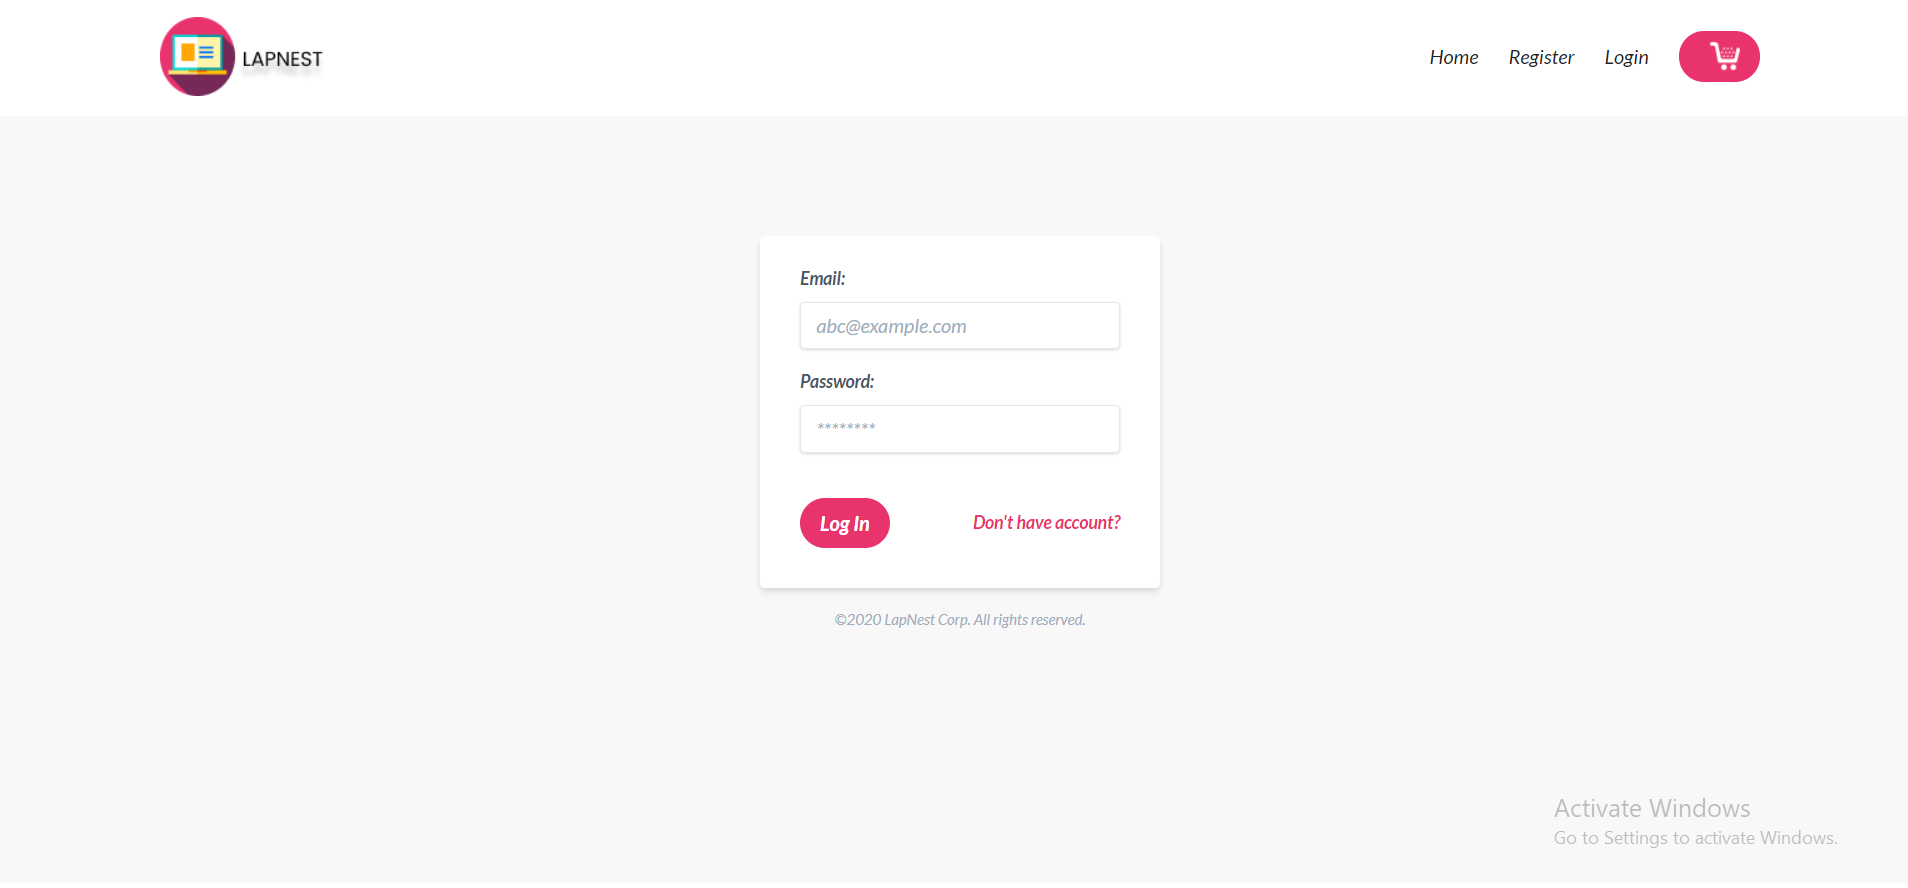 LAPNEST
Home Register Login
Email:
abc@example.com
Password:
********
Log In Don't have account?
©2020 LapNest Corp. All rights reserved.
Activate Windows
Go to Settings to activate Windows.